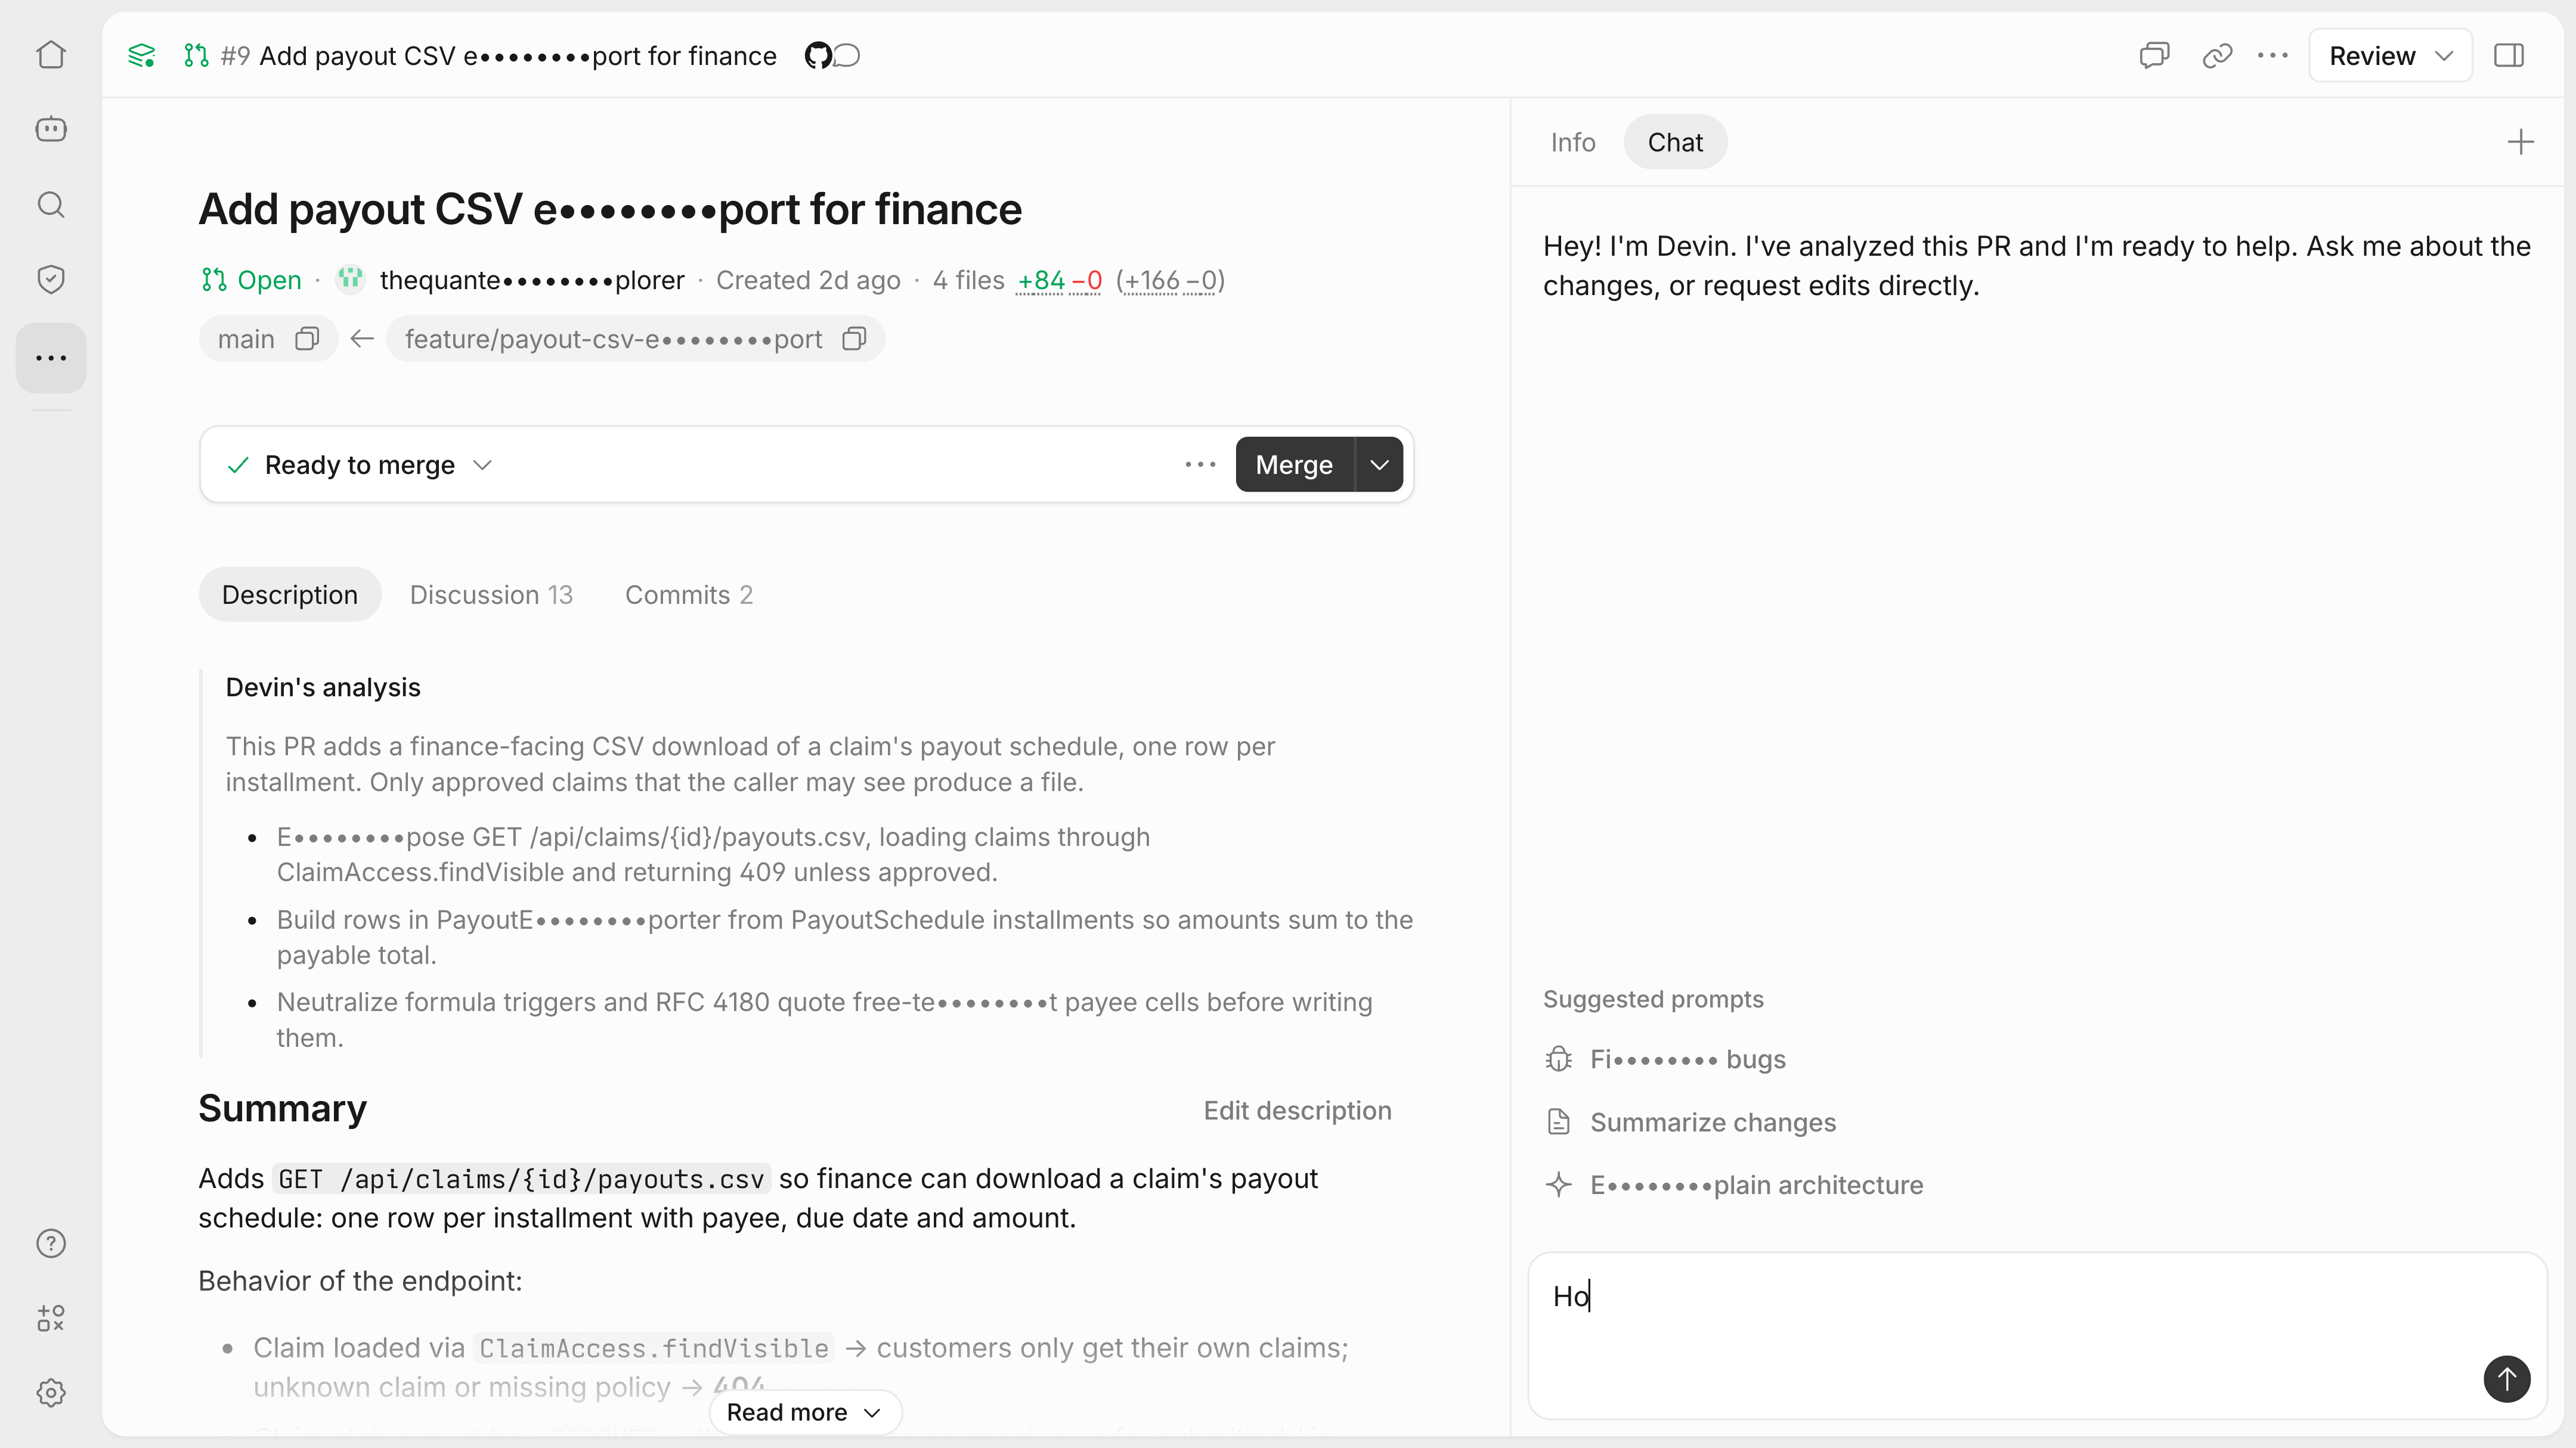 #9 Add payout CSV e••••••••port for finance
Review
Info
Chat
Add payout CSV e••••••••port for finance
Open · thequante••••••••plorer · Created 2d ago · 4 files +84 −0 (+166 −0)
main ← feature/payout-csv-e••••••••port
Ready to merge
Merge
Description
Discussion 13
Commits 2
Devin's analysis
This PR adds a finance-facing CSV download of a claim's payout schedule, one row per
installment. Only approved claims that the caller may see produce a file.
• E••••••••pose GET /api/claims/{id}/payouts.csv, loading claims through
ClaimAccess.findVisible and returning 409 unless approved.
• Build rows in PayoutE••••••••porter from PayoutSchedule installments so amounts sum to the
payable total.
• Neutralize formula triggers and RFC 4180 quote free-te••••••••t payee cells before writing
them.
Summary
Edit description
Adds GET /api/claims/{id}/payouts.csv so finance can download a claim's payout
schedule: one row per installment with payee, due date and amount.
Behavior of the endpoint:
• Claim loaded via ClaimAccess.findVisible → customers only get their own claims;
unknown claim or missing policy → 404
Read more
Hey! I'm Devin. I've analyzed this PR and I'm ready to help. Ask me about the
changes, or request edits directly.
Suggested prompts
Fi•••••••• bugs
Summarize changes
E••••••••plain architecture
Ho